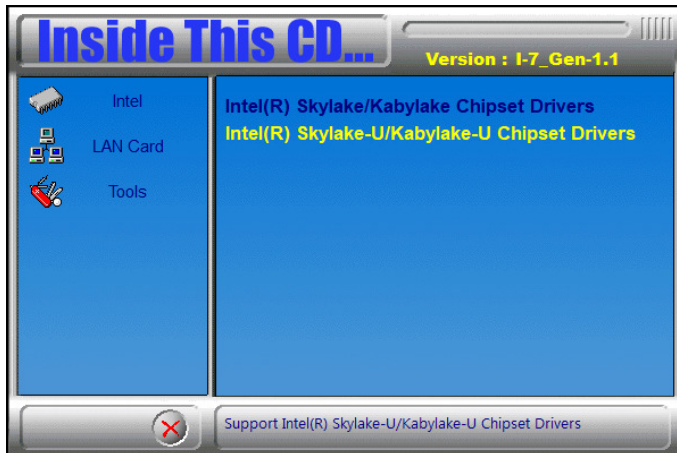 Inside This CD...
Version : I-7_Gen-1.1
Intel
LAN Card
Tools
Intel(R) Skylake/Kabylake Chipset Drivers
Intel(R) Skylake-U/Kabylake-U Chipset Drivers
Support Intel(R) Skylake-U/Kabylake-U Chipset Drivers